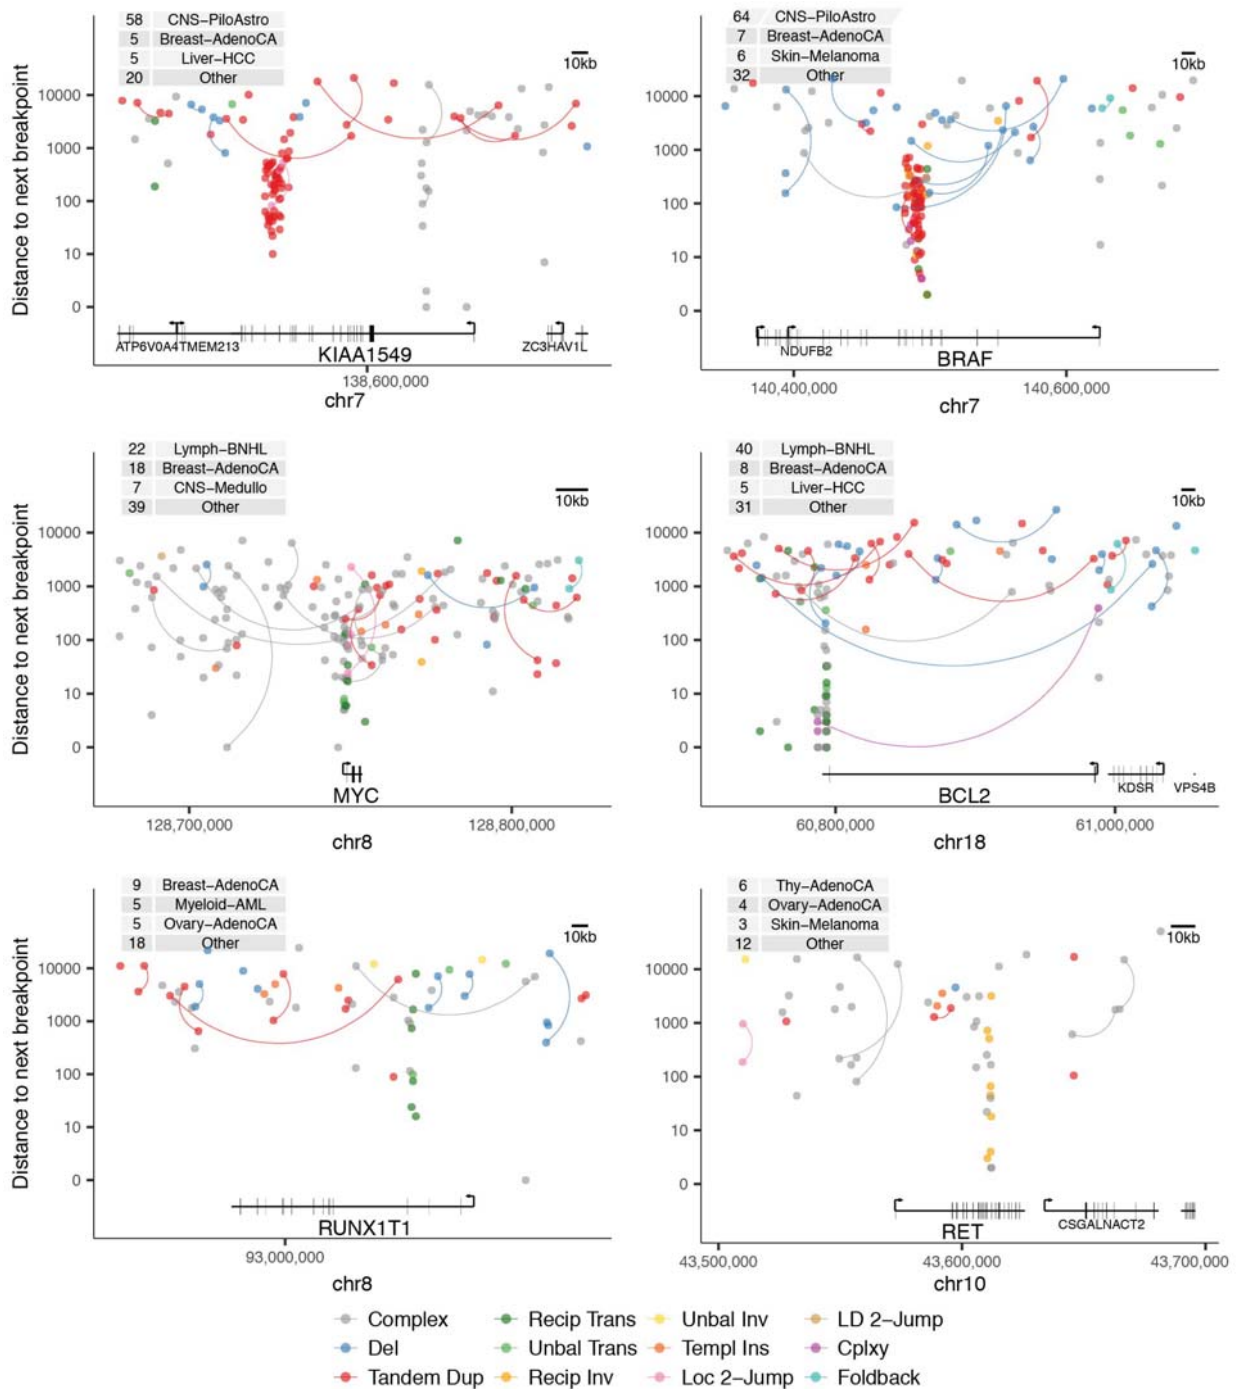 58 CNS-PiloAstro
5 Breast-AdenoCA
5 Liver-HCC
20 Other
10kb
Distance to next breakpoint
10000
1000
100
10
0
ATP6V0A4 TMEM213
KIAA1549
ZC3HAV1L
138,600,000
chr7
64 CNS-PiloAstro
7 Breast-AdenoCA
6 Skin-Melanoma
32 Other
10kb
10000
1000
100
10
0
NDUFB2
BRAF
140,400,000 140,600,000
chr7
22 Lymph-BNHL
18 Breast-AdenoCA
7 CNS-Medullo
39 Other
10kb
Distance to next breakpoint
10000
1000
100
10
0
MYC
128,700,000 128,800,000
chr8
40 Lymph-BNHL
8 Breast-AdenoCA
5 Liver-HCC
31 Other
10kb
10000
1000
100
10
0
BCL2
KDSR
VPS4B
60,800,000 61,000,000
chr18
9 Breast-AdenoCA
5 Myeloid-AML
5 Ovary-AdenoCA
18 Other
10kb
Distance to next breakpoint
10000
1000
100
10
0
RUNX1T1
93,000,000
chr8
6 Thy-AdenoCA
4 Ovary-AdenoCA
3 Skin-Melanoma
12 Other
10kb
10000
1000
100
10
0
RET
CSGALNACT2
43,500,000 43,600,000 43,700,000
chr10
Complex Recip Trans Unbal Inv LD 2-Jump
Del Unbal Trans Templ Ins Cplxy
Tandem Dup Recip Inv Loc 2-Jump Foldback